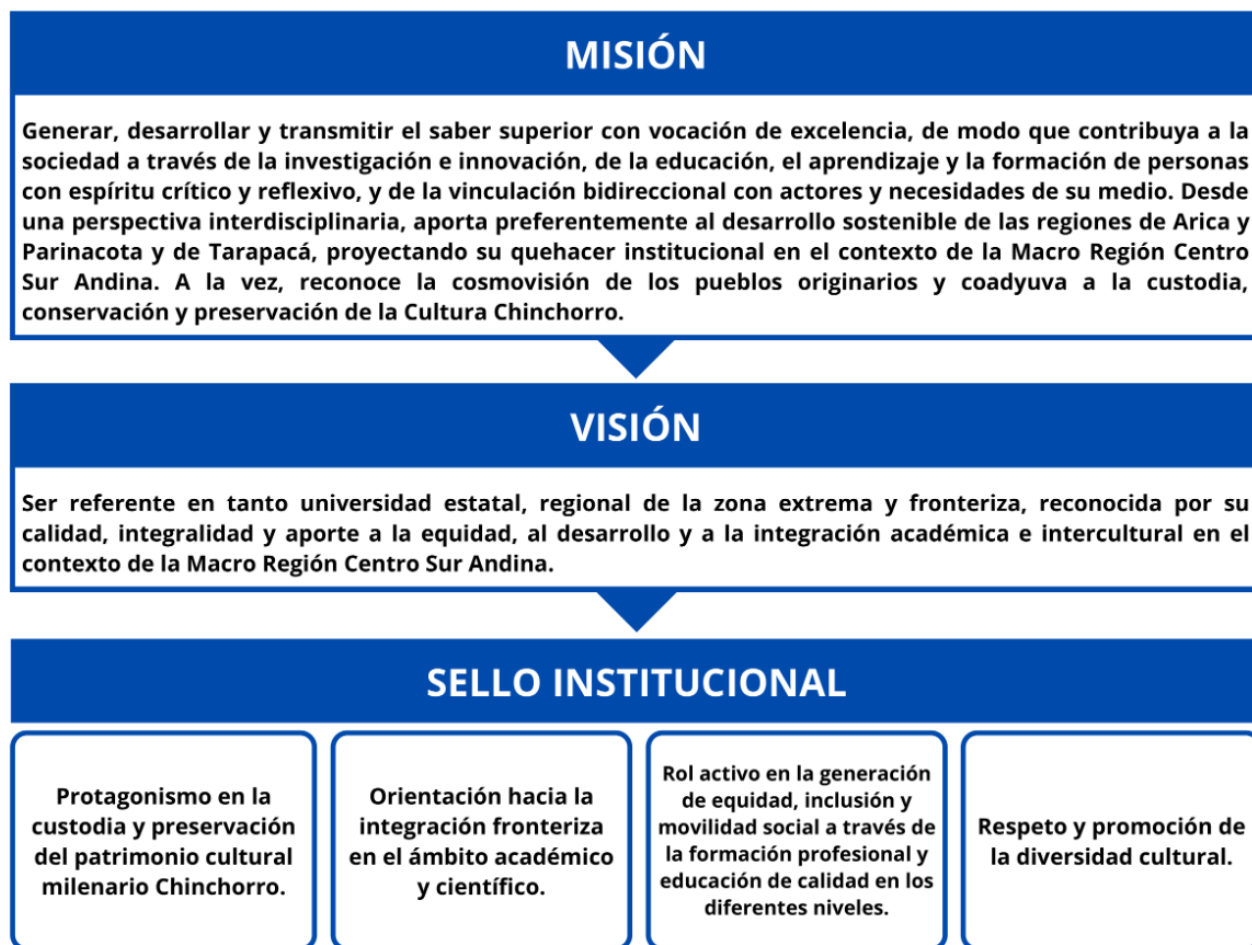 MISIÓN
Generar, desarrollar y transmitir el saber superior con vocación de excelencia, de modo que contribuya a la
sociedad a través de la investigación e innovación, de la educación, el aprendizaje y la formación de personas
con espíritu crítico y reflexivo, y de la vinculación bidireccional con actores y necesidades de su medio. Desde
una perspectiva interdisciplinaria, aporta preferentemente al desarrollo sostenible de las regiones de Arica y
Parinacota y de Tarapacá, proyectando su quehacer institucional en el contexto de la Macro Región Centro
Sur Andina. A la vez, reconoce la cosmovisión de los pueblos originarios y coadyuva a la custodia,
conservación y preservación de la Cultura Chinchorro.
VISIÓN
Ser referente en tanto universidad estatal, regional de la zona extrema y fronteriza, reconocida por su
calidad, integralidad y aporte a la equidad, al desarrollo y a la integración académica e intercultural en el
contexto de la Macro Región Centro Sur Andina.
SELLO INSTITUCIONAL
Protagonismo en la
custodia y preservación
del patrimonio cultural
milenario Chinchorro.
Orientación hacia la
integración fronteriza
en el ámbito académico
y científico.
Rol activo en la generación
de equidad, inclusión y
movilidad social a través de
la formación profesional y
educación de calidad en los
diferentes niveles.
Respeto y promoción de
la diversidad cultural.